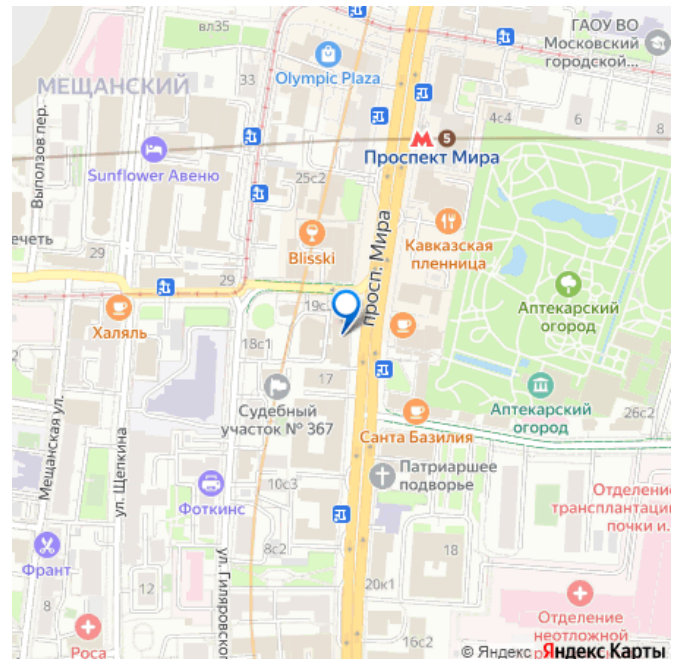 вл35
ГАОУ ВО
Московский
городской...
Olympic Plaza
33
МЕЩАНСКИЙ
4с4
6
8
Выползов пер.
5
Проспект Мира
Sunflower Авеню
25с2
Blisski
просп. Мира
Кавказская
пленница
ечеть
29
29
Аптекарский
огород
19с
Халяль
18с1
17
Судебный
участок № 367
Аптекарский
огород
26с2
Санта Базилия
Мещанская ул.
ул. Щепкина
Патриаршее
подворье
Отделени
трансплантаци
почки и...
Фоткинс
10с3
8с2
18
Франт
12
ул. Гиляровског
20к1
8
Отделение
неотложной
Роса
16с2
© Яндекс Яндекс Карты